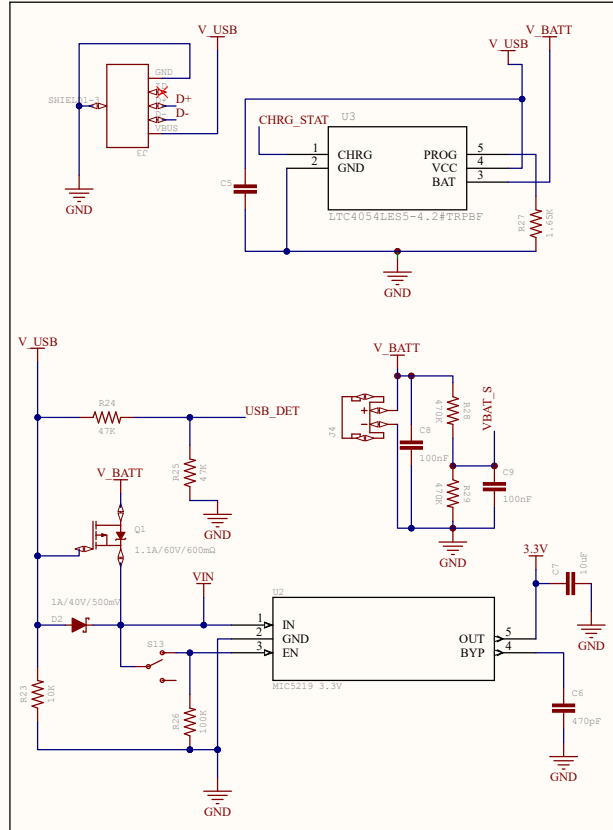 V_USB
GND
ID
D+
D+
SHIELD1-3
D-
D-
VBUS
GND
V_BATT
V_USB
CHRG_STAT
U3
1
CHRG
PROG
5
2
GND
VCC
4
BAT
3
C5
LTC4054LES5-4.2#TRPBF
R27
1.65K
GND
V_USB
R24
47K
USB_DET
R25
47K
GND
V_BATT
Q1
1.1A/60V/600mΩ
V_BATT
J4
+
-
C8
100nF
R28
470K
VBAT_S
R29
470K
C9
100nF
GND
3.3V
C7
10uF
GND
1A/40V/500mV
D2
VIN
U2
1
IN
2
GND
3
EN
OUT
5
BYP
4
MIC5219 3.3V
S13
R23
10K
R26
100K
C6
470pF
GND
GND